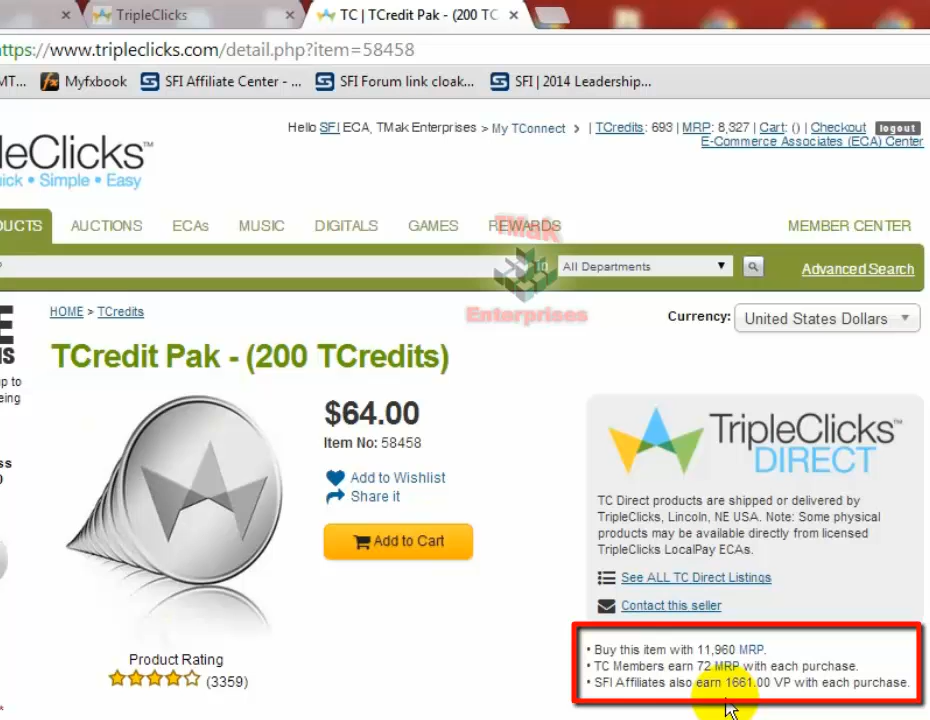 TripleClicks
TC | TCredit Pak - (200 TC
https://www.tripleclicks.com/detail.php?item=58458
MT...
Myfxbook
SFI Affiliate Center - ...
SFI Forum link cloak...
SFI | 2014 Leadership...
Hello SFI ECA, TMak Enterprises > My TConnect > | TCredits: 693 | MRP: 8,327 | Cart: () | Checkout logout
E-Commerce Associates (ECA) Center
pleClicks™
ick • Simple • Easy
DUCTS AUCTIONS ECAs MUSIC DIGITALS GAMES REWARDS MEMBER CENTER
TMak
Enterprises
All Departments
Advanced Search
HOME > TCredits
Currency: United States Dollars
TCredit Pak - (200 TCredits)
$64.00
Item No: 58458
Add to Wishlist
Share it
Add to Cart
Product Rating
(3359)
TripleClicks™
DIRECT
TC Direct products are shipped or delivered by
TripleClicks, Lincoln, NE USA. Note: Some physical
products may be available directly from licensed
TripleClicks LocalPay ECAs.
See ALL TC Direct Listings
Contact this seller
• Buy this item with 11,960 MRP.
• TC Members earn 72 MRP with each purchase.
• SFI Affiliates also earn 1661.00 VP with each purchase.